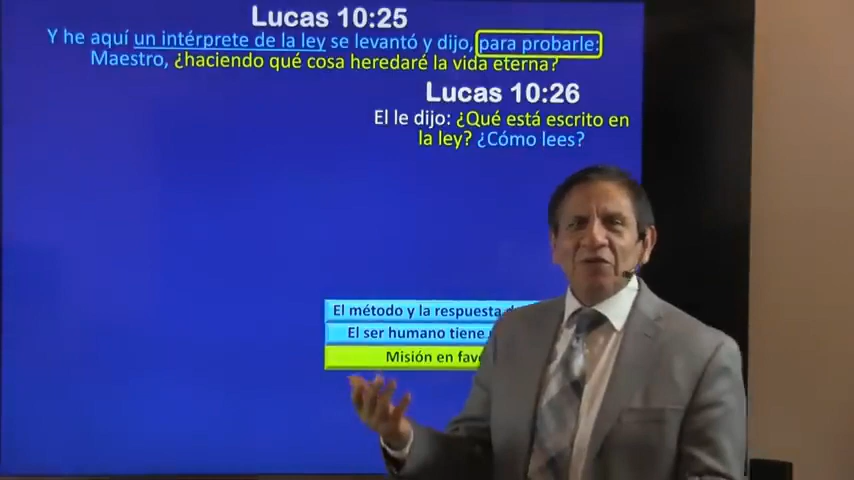 Lucas 10:25
Y he aquí un intérprete de la ley se levantó y dijo, para probarle:
Maestro, ¿haciendo qué cosa heredaré la vida eterna?
Lucas 10:26
El le dijo: ¿Qué está escrito en
la ley? ¿Cómo lees?
El método y la respuesta
El ser humano tiene
Misión en